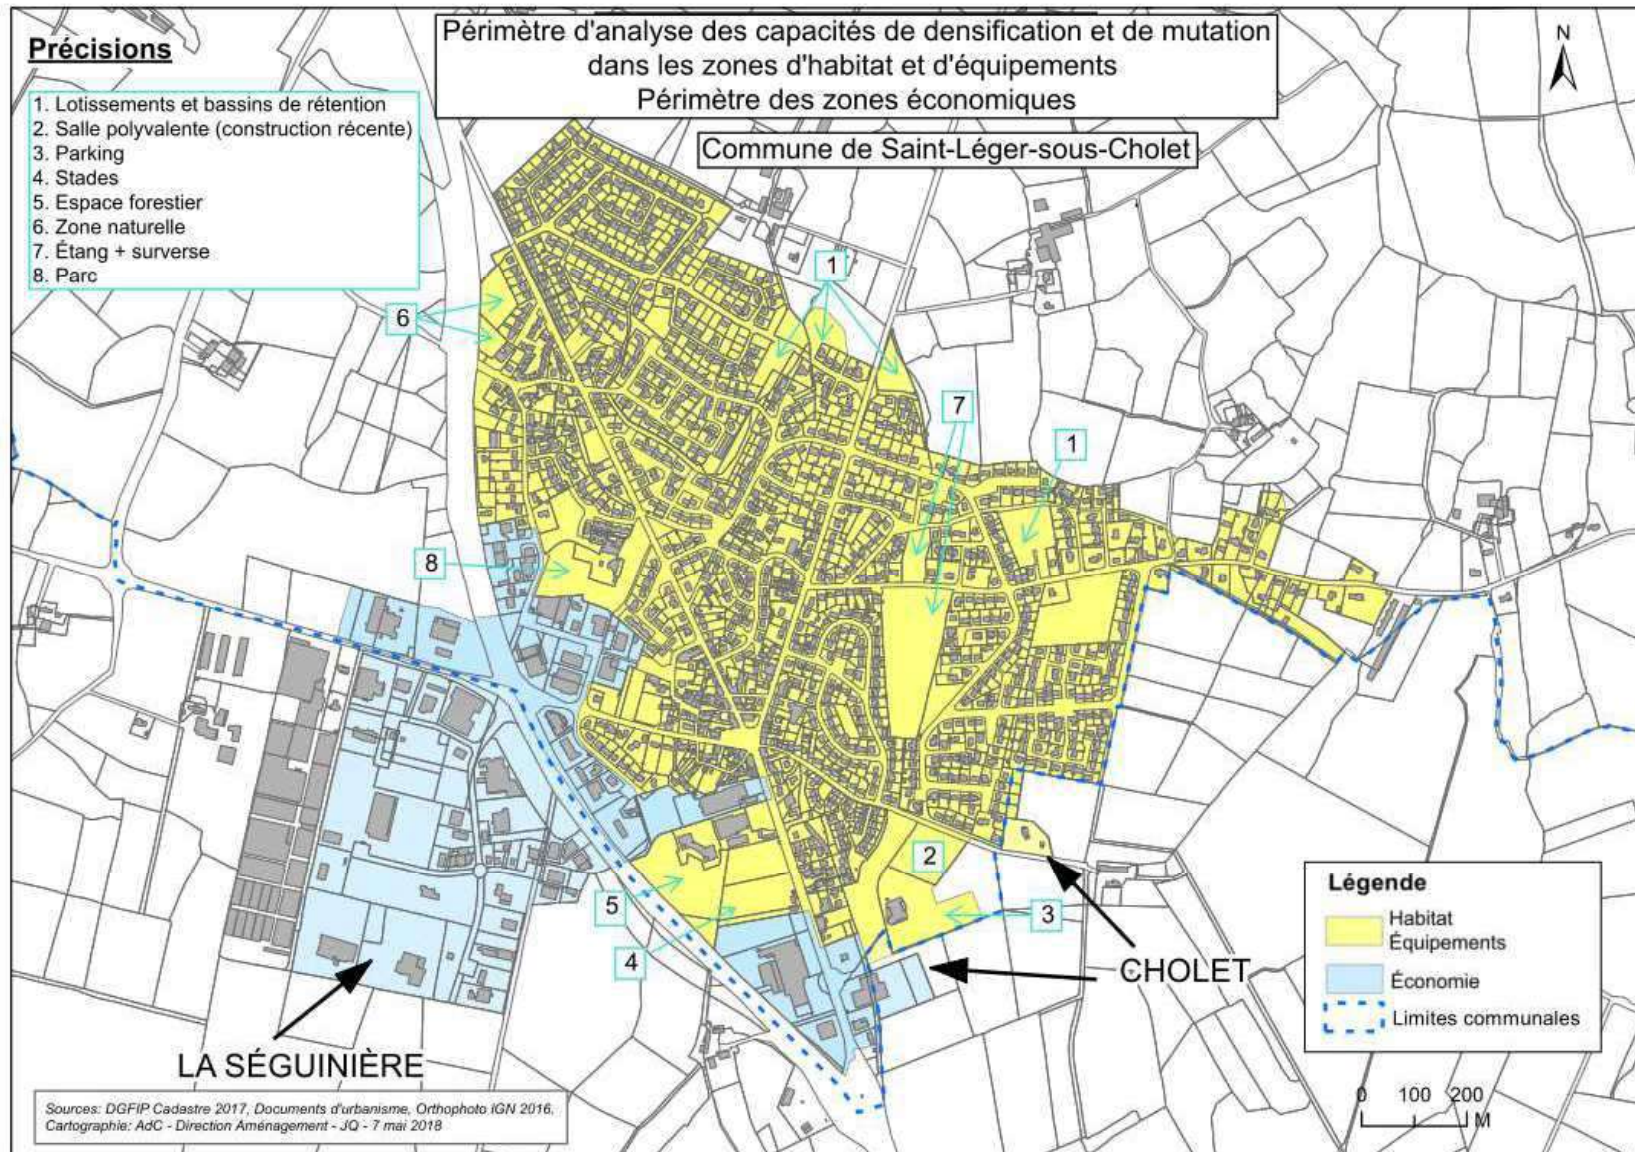 Périmètre d'analyse des capacités de densification et de mutation
dans les zones d'habitat et d'équipements
Périmètre des zones économiques
Commune de Saint-Léger-sous-Cholet
N
Précisions
1. Lotissements et bassins de rétention
2. Salle polyvalente (construction récente)
3. Parking
4. Stades
5. Espace forestier
6. Zone naturelle
7. Étang + surverse
8. Parc
1
6
7
1
8
2
5
3
4
CHOLET
LA SÉGUINIÈRE
Légende
Habitat
Équipements
Économie
Limites communales
0 100 200
M
Sources: DGFIP Cadastre 2017, Documents d'urbanisme, Orthophoto IGN 2016.
Cartographie: AdC - Direction Aménagement - JQ - 7 mai 2018